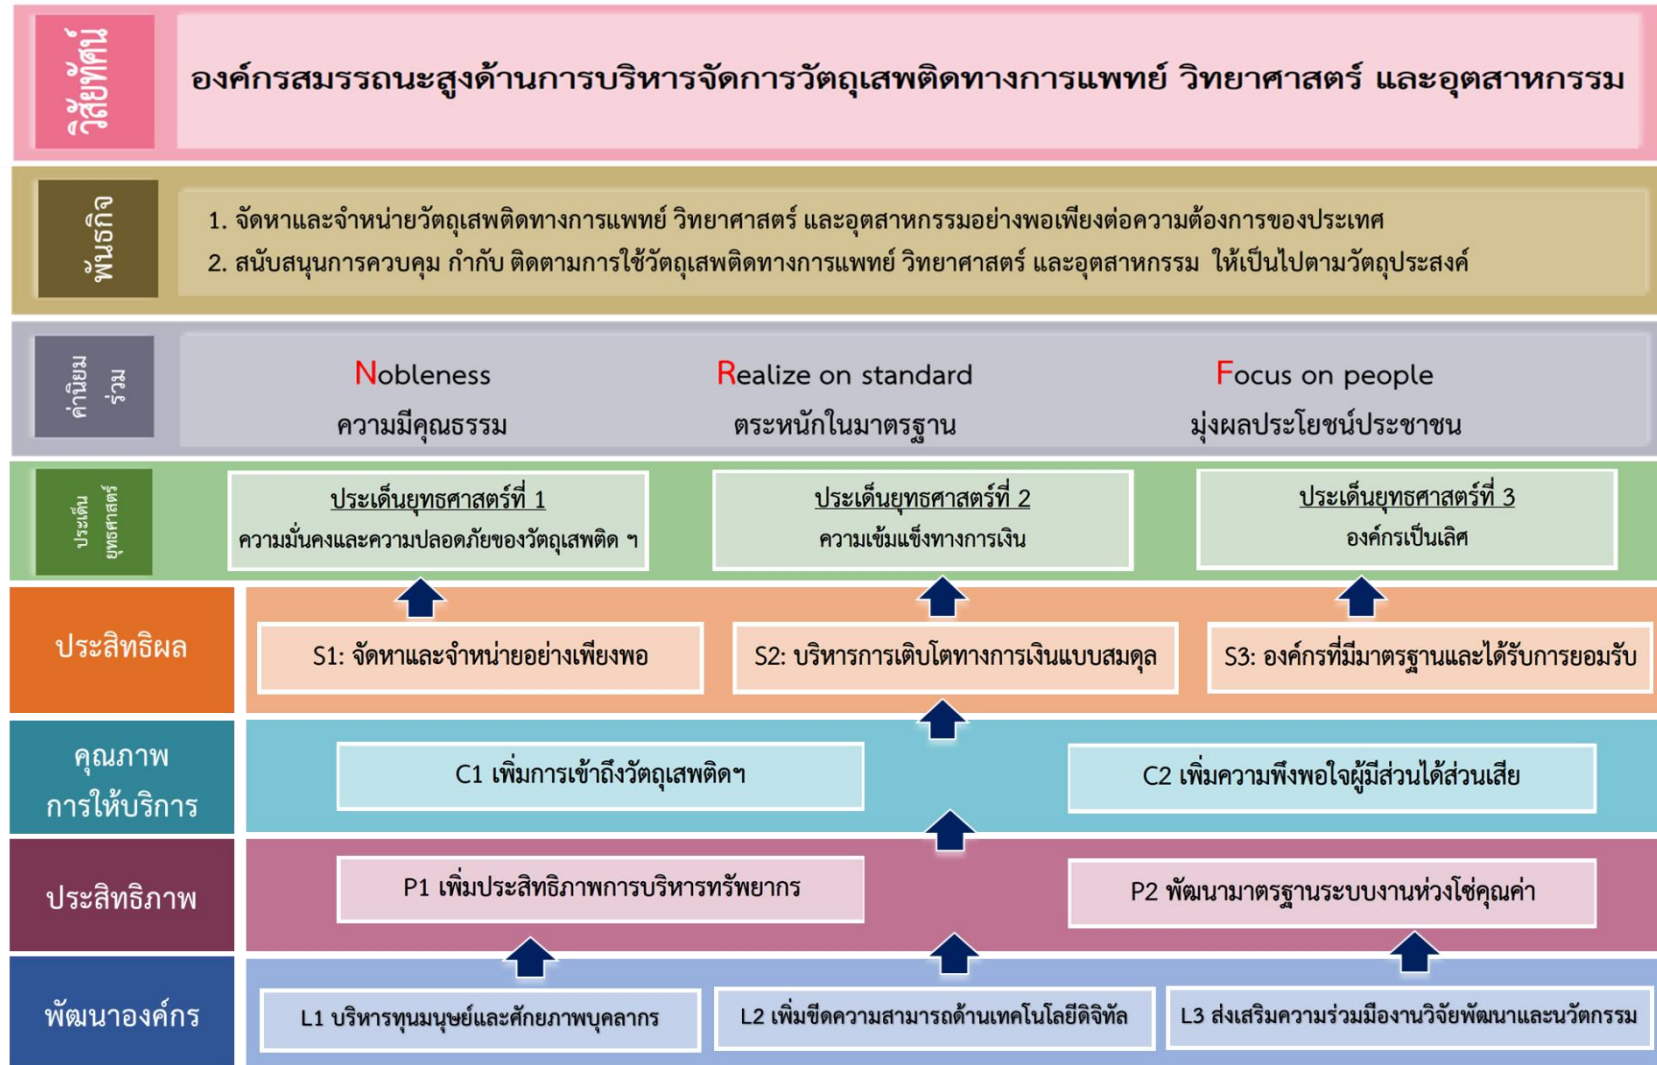 วิสัยทัศน์
องค์กรสมรรถนะสูงด้านการบริหารจัดการวัตถุเสพติดทางการแพทย์ วิทยาศาสตร์ และอุตสาหกรรม
พันธกิจ
1. จัดหาและจำหน่ายวัตถุเสพติดทางการแพทย์ วิทยาศาสตร์ และอุตสาหกรรมอย่างพอเพียงต่อความต้องการของประเทศ
2. สนับสนุนการควบคุม กำกับ ติดตามการใช้วัตถุเสพติดทางการแพทย์ วิทยาศาสตร์ และอุตสาหกรรม ให้เป็นไปตามวัตถุประสงค์
ค่านิยม
ร่วม
Nobleness
ความมีคุณธรรม
Realize on standard
ตระหนักในมาตรฐาน
Focus on people
มุ่งผลประโยชน์ประชาชน
ประเด็น
ยุทธศาสตร์
ประเด็นยุทธศาสตร์ที่ 1
ความมั่นคงและความปลอดภัยของวัตถุเสพติด ฯ
ประเด็นยุทธศาสตร์ที่ 2
ความเข้มแข็งทางการเงิน
ประเด็นยุทธศาสตร์ที่ 3
องค์กรเป็นเลิศ
ประสิทธิผล
S1: จัดหาและจำหน่ายอย่างเพียงพอ
S2: บริหารการเติบโตทางการเงินแบบสมดุล
S3: องค์กรที่มีมาตรฐานและได้รับการยอมรับ
คุณภาพ
การให้บริการ
C1 เพิ่มการเข้าถึงวัตถุเสพติดฯ
C2 เพิ่มความพึงพอใจผู้มีส่วนได้ส่วนเสีย
ประสิทธิภาพ
P1 เพิ่มประสิทธิภาพการบริหารทรัพยากร
P2 พัฒนามาตรฐานระบบงานห่วงโซ่คุณค่า
พัฒนาองค์กร
L1 บริหารทุนมนุษย์และศักยภาพบุคลากร
L2 เพิ่มขีดความสามารถด้านเทคโนโลยีดิจิทัล
L3 ส่งเสริมความร่วมมืองานวิจัยพัฒนาและนวัตกรรม